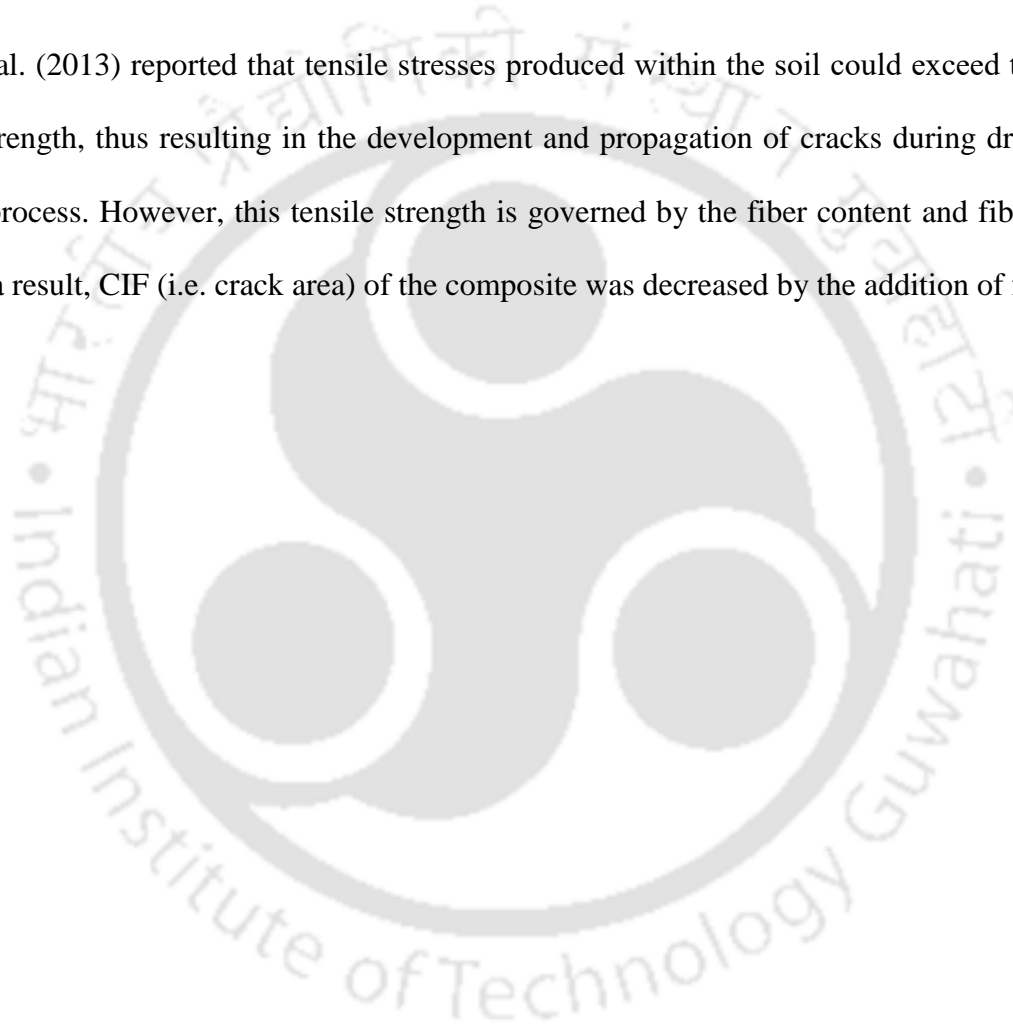 al. (2013) reported that tensile stresses produced within the soil could exceed
rength, thus resulting in the development and propagation of cracks during dr
process. However, this tensile strength is governed by the fiber content and fib
a result, CIF (i.e. crack area) of the composite was decreased by the addition of
भारतीय प्रौद्योगिकी संस्थान गुवाहाटी
Indian Institute of Technology Guwahati